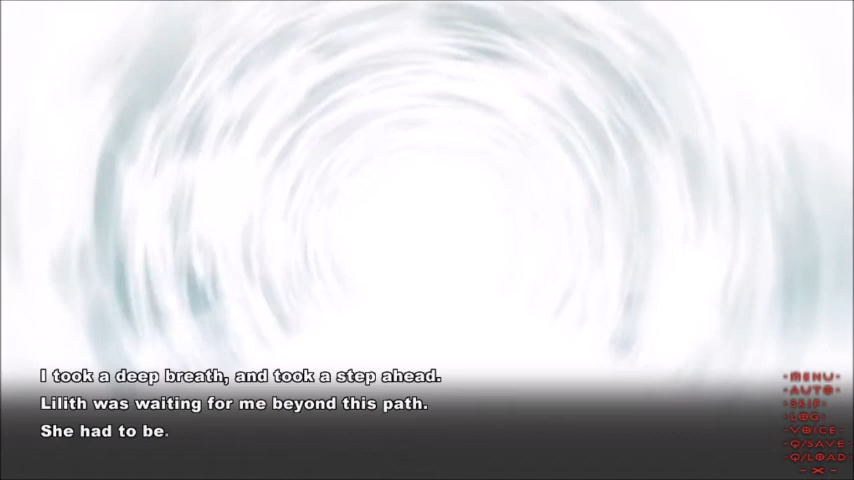 I took a deep breath, and took a step ahead.
Lilith was waiting for me beyond this path.
She had to be.
-MENU-
-AUTO-
-SKIP-
-LOG-
-VOICE-
-Q/SAVE-
-Q/LOAD-
-X-